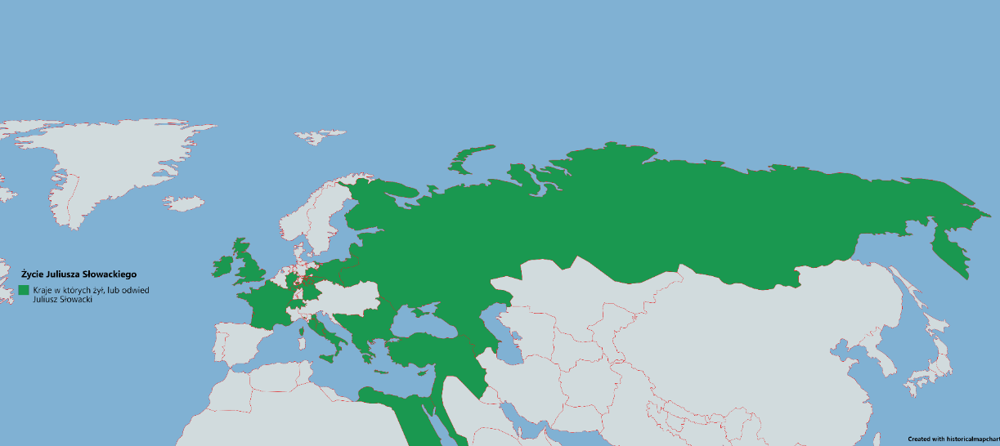 Życie Juliusza Słowackiego
Kraje w których żył, lub odwied
Juliusz Słowacki
Created with historicalmapchart